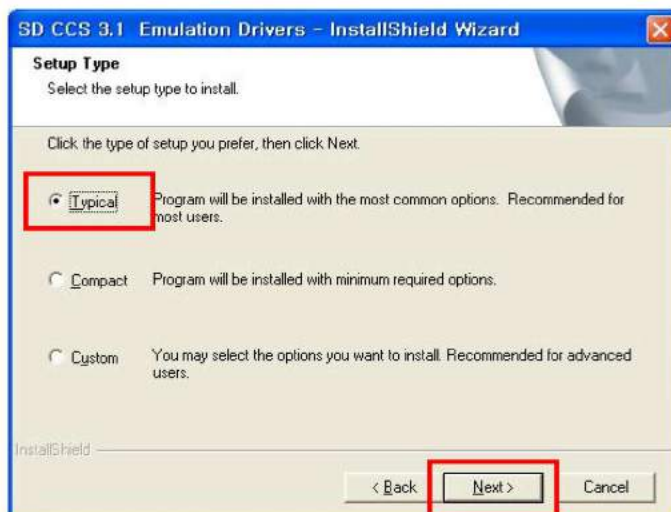 SD CCS 3.1 Emulation Drivers - InstallShield Wizard
Setup Type
Select the setup type to install.
Click the type of setup you prefer, then click Next.
Typical
Program will be installed with the most common options. Recommended for
most users.
Compact
Program will be installed with minimum required options.
Custom
You may select the options you want to install. Recommended for advanced
users.
InstallShield
< Back
Next >
Cancel